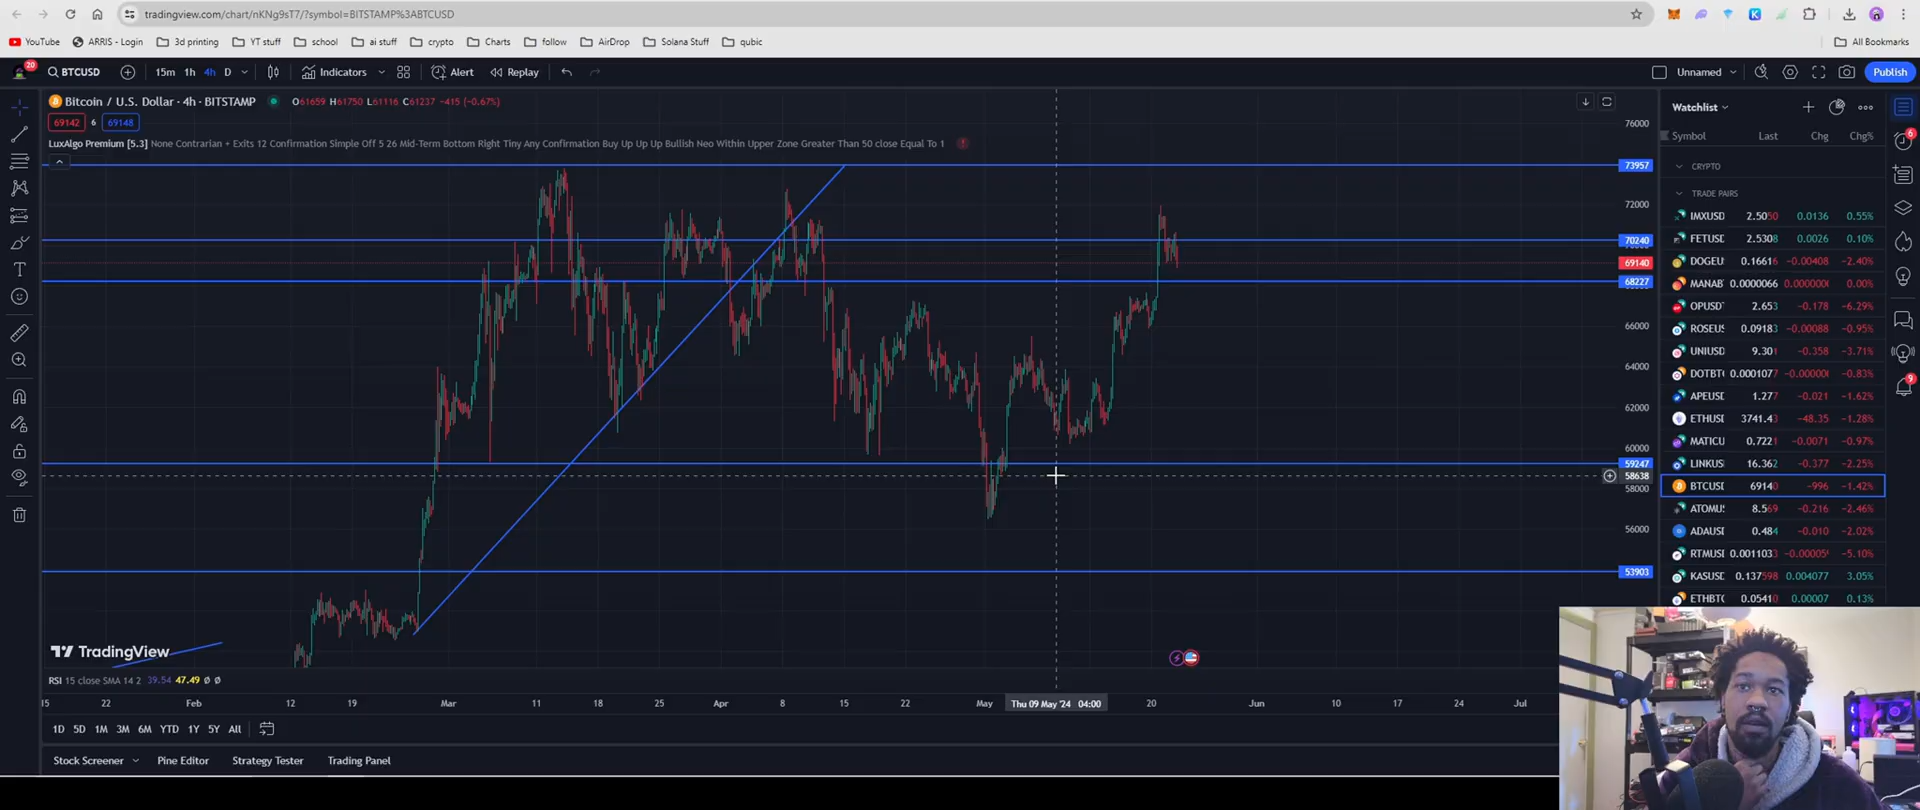 tradingview.com/chart/nKNg9sT7/?symbol=BITSTAMP%3ABTCUSD
YouTube ARRIS - Login 3d printing YT stuff school ai stuff crypto Charts follow AirDrop Solana Stuff qubic All Bookmarks
20
BTCUSD 15m 1h 4h D Indicators Alert Replay Unnamed Publish
Bitcoin / U.S. Dollar · 4h · BITSTAMP O61659 H61750 L61116 C61237 −415 (−0.67%)
69142 6 69148
LuxAlgo Premium [5.3] None Contrarian + Exits 12 Confirmation Simple Off 5 26 Mid-Term Bottom Right Tiny Any Confirmation Buy Up Up Up Bullish Neo Within Upper Zone Greater Than 50 close Equal To 1
76000
73957
72000
70240
69140
68227
66000
64000
62000
60000
59247
58638
58000
56000
53903
Watchlist
Symbol Last Chg Chg%
CRYPTO
TRADE PAIRS
IMXUSD 2.5050 0.0136 0.55%
FETUSD 2.5308 0.0026 0.10%
DOGEU 0.16616 −0.00408 −2.40%
MANAB 0.0000066 0.0000000 0.00%
OPUSDT 2.653 −0.178 −6.29%
ROSEUS 0.09183 −0.00088 −0.95%
UNIUSD 9.301 −0.358 −3.71%
DOTBT 0.0001077 −0.000000 −0.83%
APEUSD 1.277 −0.021 −1.62%
ETHUSD 3741.43 −48.35 −1.28%
MATICU 0.7221 −0.0071 −0.97%
LINKUS 16.362 −0.377 −2.25%
BTCUSD 69140 −996 −1.42%
ATOMU 8.569 −0.216 −2.46%
ADAUSI 0.484 −0.010 −2.02%
RTMUSI 0.0011033 −0.00005 −5.10%
KASUSD 0.137598 0.004077 3.05%
ETHBTC 0.05410 0.00007 0.13%
6
9
TradingView
RSI 15 close SMA 14 2 39.54 47.49 ∅ ∅
15 22 Feb 12 19 Mar 11 18 25 Apr 8 15 22 May Thu 09 May '24 04:00 20 Jun 10 17 24 Jul
1D 5D 1M 3M 6M YTD 1Y 5Y All
Stock Screener Pine Editor Strategy Tester Trading Panel